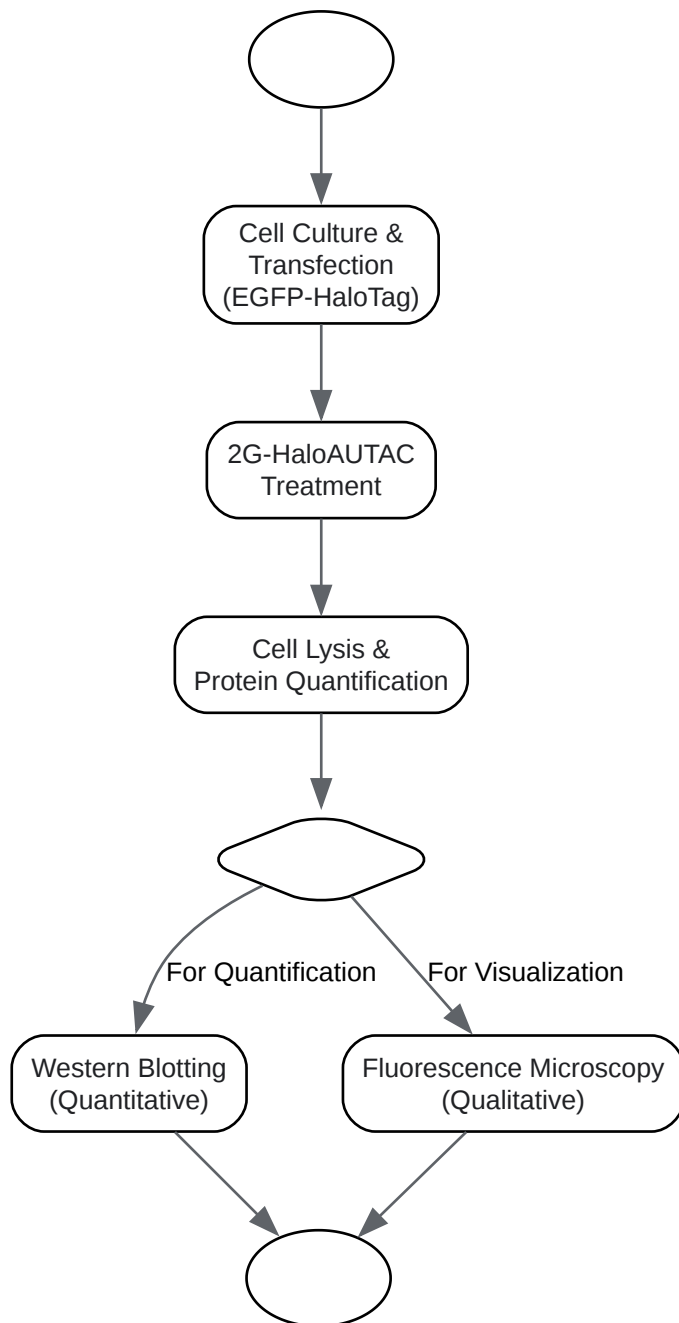 Cell Culture &
Transfection
(EGFP-HaloTag)
2G-HaloAUTAC
Treatment
Cell Lysis &
Protein Quantification
For Quantification
For Visualization
Western Blotting
(Quantitative)
Fluorescence Microscopy
(Qualitative)